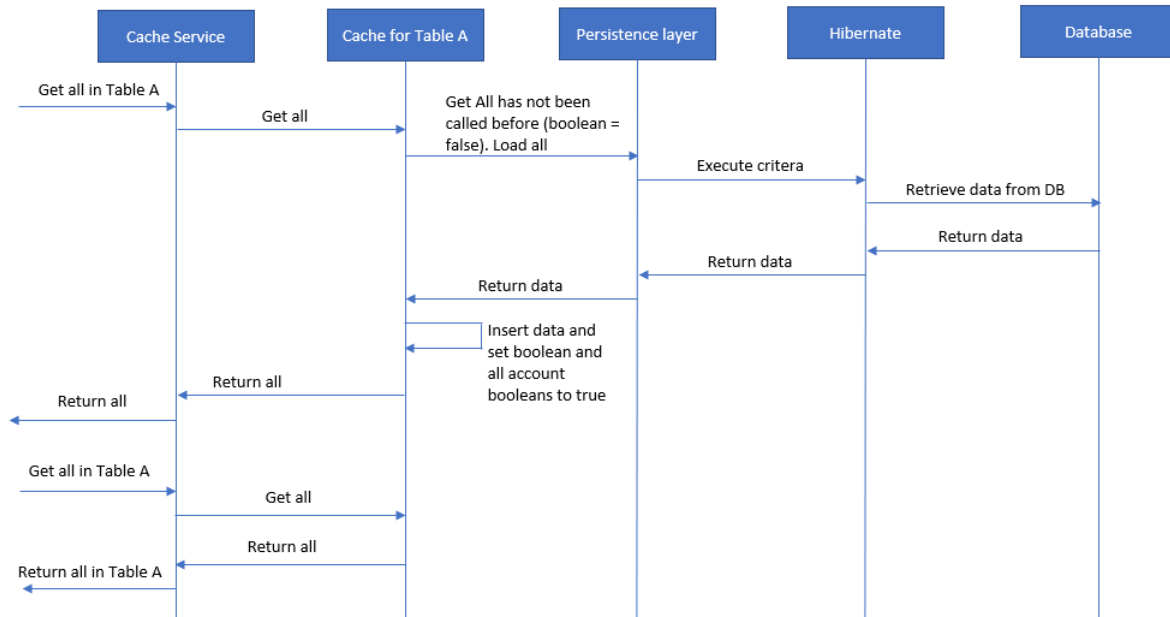 Cache Service
Cache for Table A
Persistence layer
Hibernate
Database
Get all in Table A
Get all
Get All has not been
called before (boolean =
false). Load all
Execute critera
Retrieve data from DB
Return data
Return data
Return data
Insert data and
set boolean and
all account
booleans to true
Return all
Return all
Get all in Table A
Get all
Return all
Return all in Table A